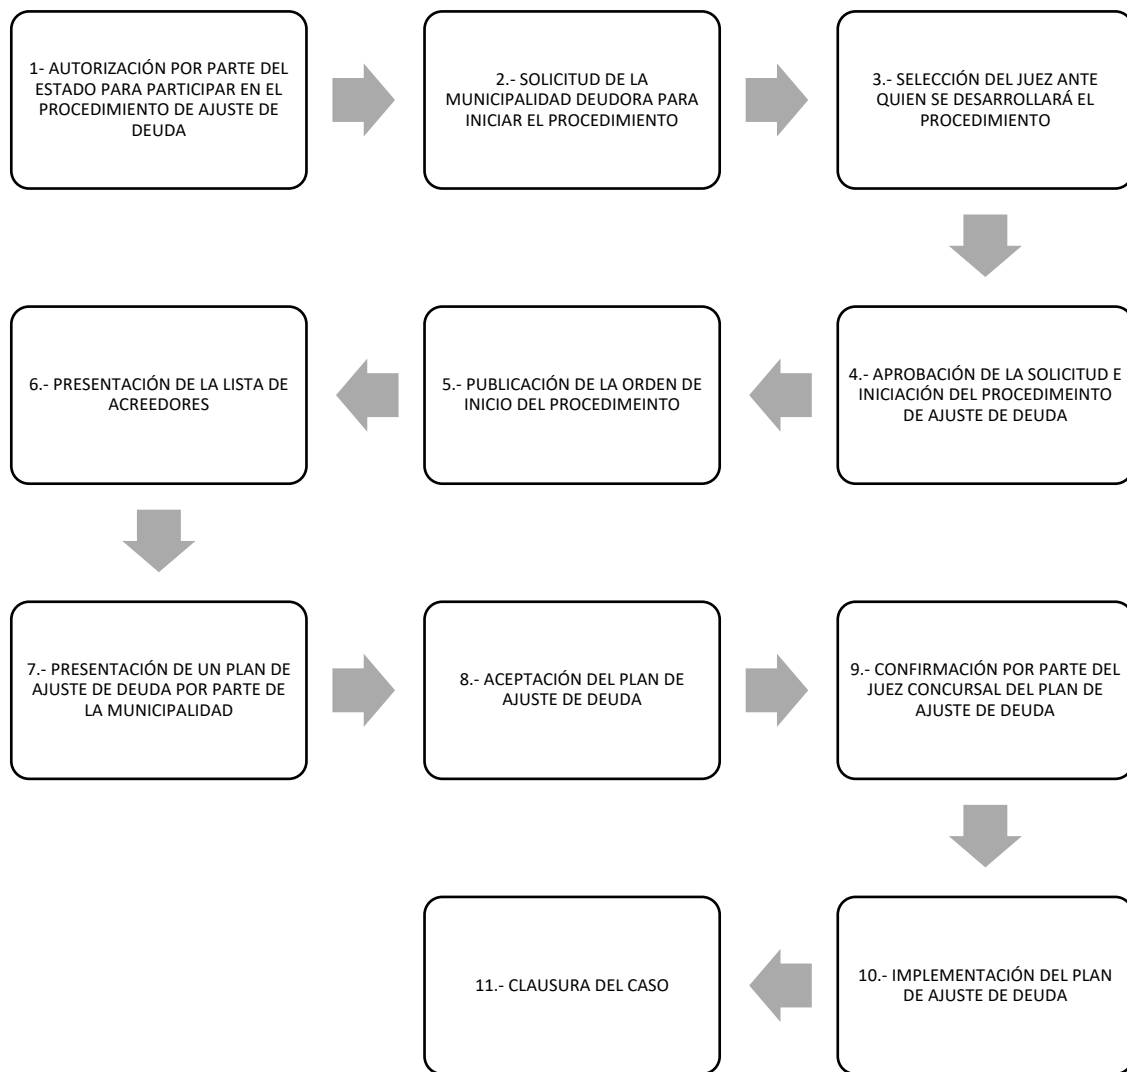 1- AUTORIZACIÓN POR PARTE DEL
ESTADO PARA PARTICIPAR EN EL
PROCEDIMIENTO DE AJUSTE DE
DEUDA
2.- SOLICITUD DE LA
MUNICIPALIDAD DEUDORA PARA
INICIAR EL PROCEDIMIENTO
3.- SELECCIÓN DEL JUEZ ANTE
QUIEN SE DESARROLLARÁ EL
PROCEDIMIENTO
4.- APROBACIÓN DE LA SOLICITUD E
INICIACIÓN DEL PROCEDIMEINTO
DE AJUSTE DE DEUDA
5.- PUBLICACIÓN DE LA ORDEN DE
INICIO DEL PROCEDIMEINTO
6.- PRESENTACIÓN DE LA LISTA DE
ACREEDORES
7.- PRESENTACIÓN DE UN PLAN DE
AJUSTE DE DEUDA POR PARTE DE
LA MUNICIPALIDAD
8.- ACEPTACIÓN DEL PLAN DE
AJUSTE DE DEUDA
9.- CONFIRMACIÓN POR PARTE DEL
JUEZ CONCURSAL DEL PLAN DE
AJUSTE DE DEUDA
10.- IMPLEMENTACIÓN DEL PLAN
DE AJUSTE DE DEUDA
11.- CLAUSURA DEL CASO